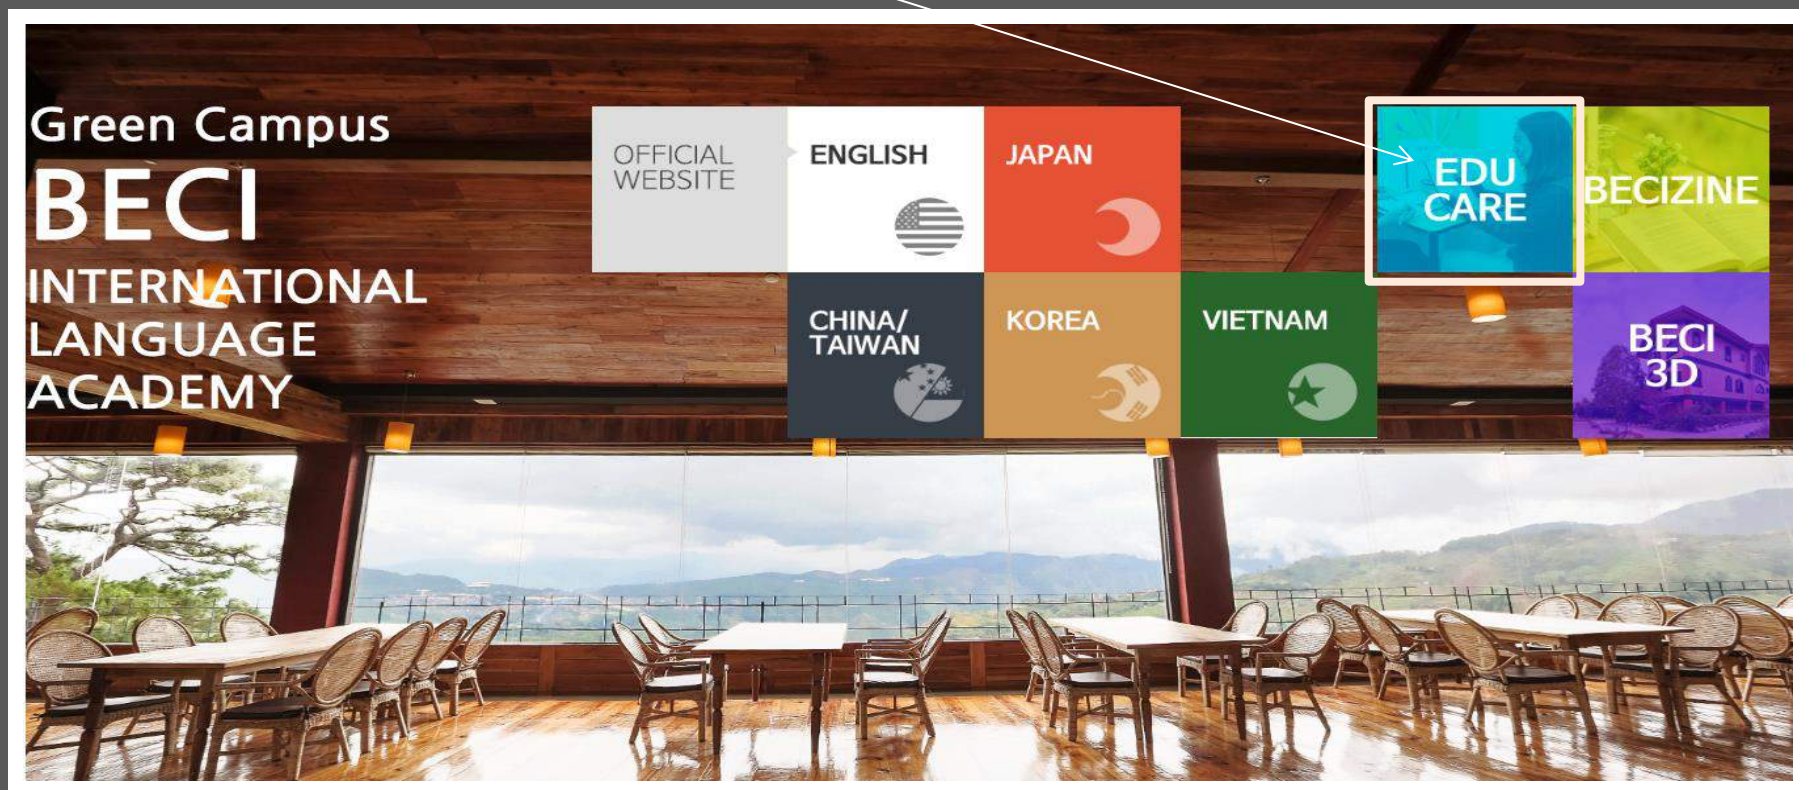 Green Campus
BECI
INTERNATIONAL
LANGUAGE
ACADEMY
OFFICIAL
WEBSITE
ENGLISH
JAPAN
EDU
CARE
BECIZINE
CHINA/
TAIWAN
KOREA
VIETNAM
BECI
3D